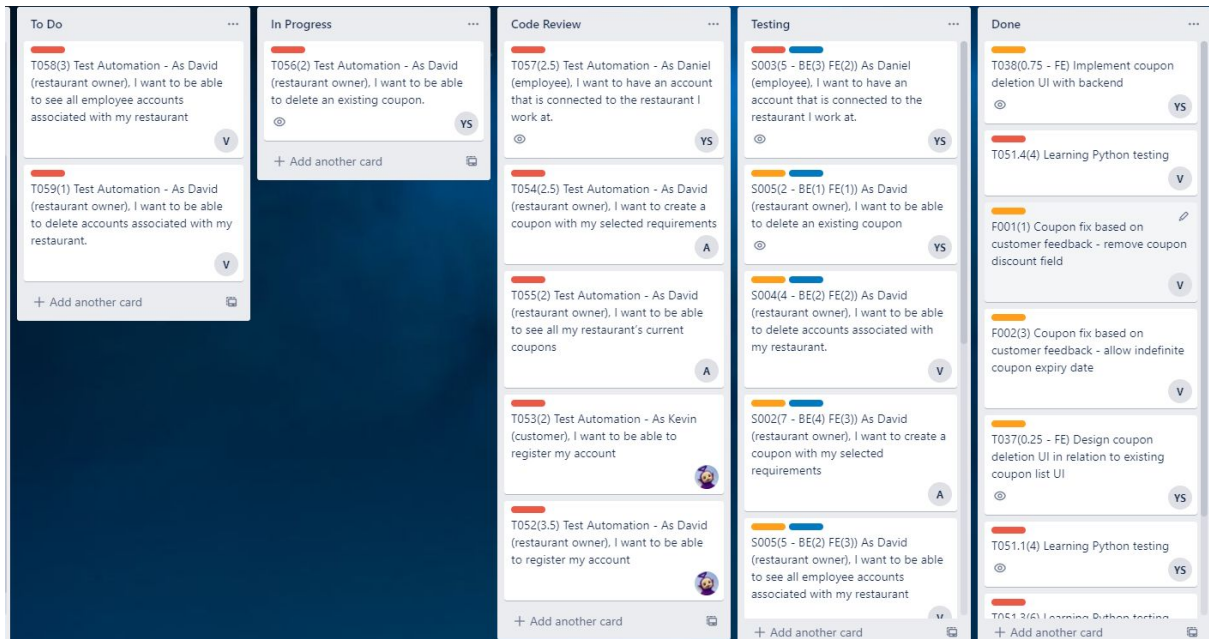 To Do
T058(3) Test Automation - As David
(restaurant owner), I want to be able
to see all employee accounts
associated with my restaurant
V
T059(1) Test Automation - As David
(restaurant owner), I want to be able
to delete accounts associated with my
restaurant.
V
+ Add another card
In Progress
T056(2) Test Automation - As David
(restaurant owner), I want to be able
to delete an existing coupon.
YS
+ Add another card
Code Review
T057(2.5) Test Automation - As Daniel
(employee), I want to have an account
that is connected to the restaurant I
work at.
YS
T054(2.5) Test Automation - As David
(restaurant owner), I want to create a
coupon with my selected requirements
A
T055(2) Test Automation - As David
(restaurant owner), I want to be able
to see all my restaurant's current
coupons
A
T053(2) Test Automation - As Kevin
(customer), I want to be able to
register my account
T052(3.5) Test Automation - As David
(restaurant owner), I want to be able
to register my account
+ Add another card
Testing
S003(5 - BE(3) FE(2)) As Daniel
(employee), I want to have an
account that is connected to the
restaurant I work at.
YS
S005(2 - BE(1) FE(1)) As David
(restaurant owner), I want to be able
to delete an existing coupon
YS
S004(4 - BE(2) FE(2)) As David
(restaurant owner), I want to be able
to delete accounts associated with
my restaurant.
V
S002(7 - BE(4) FE(3)) As David
(restaurant owner), I want to create a
coupon with my selected
requirements
A
S005(5 - BE(2) FE(3)) As David
(restaurant owner), I want to be able
to see all employee accounts
associated with my restaurant
V
+ Add another card
Done
T038(0.75 - FE) Implement coupon
deletion UI with backend
YS
T051.4(4) Learning Python testing
V
F001(1) Coupon fix based on
customer feedback - remove coupon
discount field
V
F002(3) Coupon fix based on
customer feedback - allow indefinite
coupon expiry date
V
T037(0.25 - FE) Design coupon
deletion UI in relation to existing
coupon list UI
YS
T051.1(4) Learning Python testing
YS
T051.3(6) Learning Python testing
+ Add another card